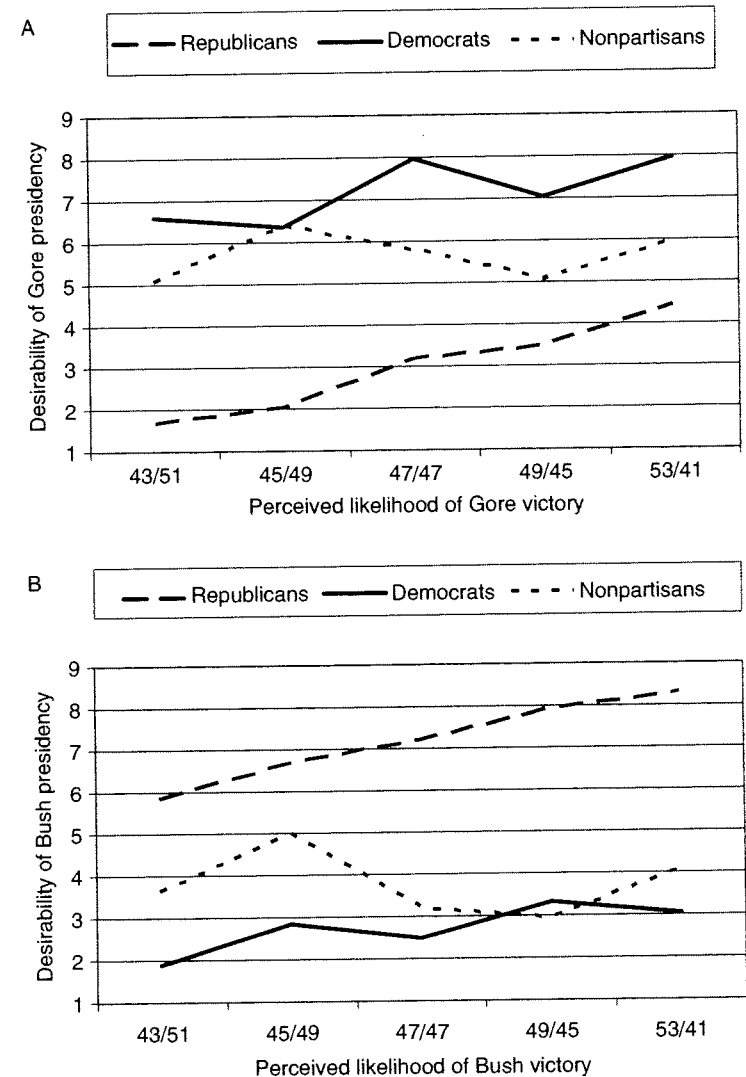 A
Republicans Democrats Nonpartisans
9
8
7
6
5
4
3
2
1
Desirability of Gore presidency
43/51 45/49 47/47 49/45 53/41
Perceived likelihood of Gore victory
B
Republicans Democrats Nonpartisans
9
8
7
6
5
4
3
2
1
Desirability of Bush presidency
43/51 45/49 47/47 49/45 53/41
Perceived likelihood of Bush victory